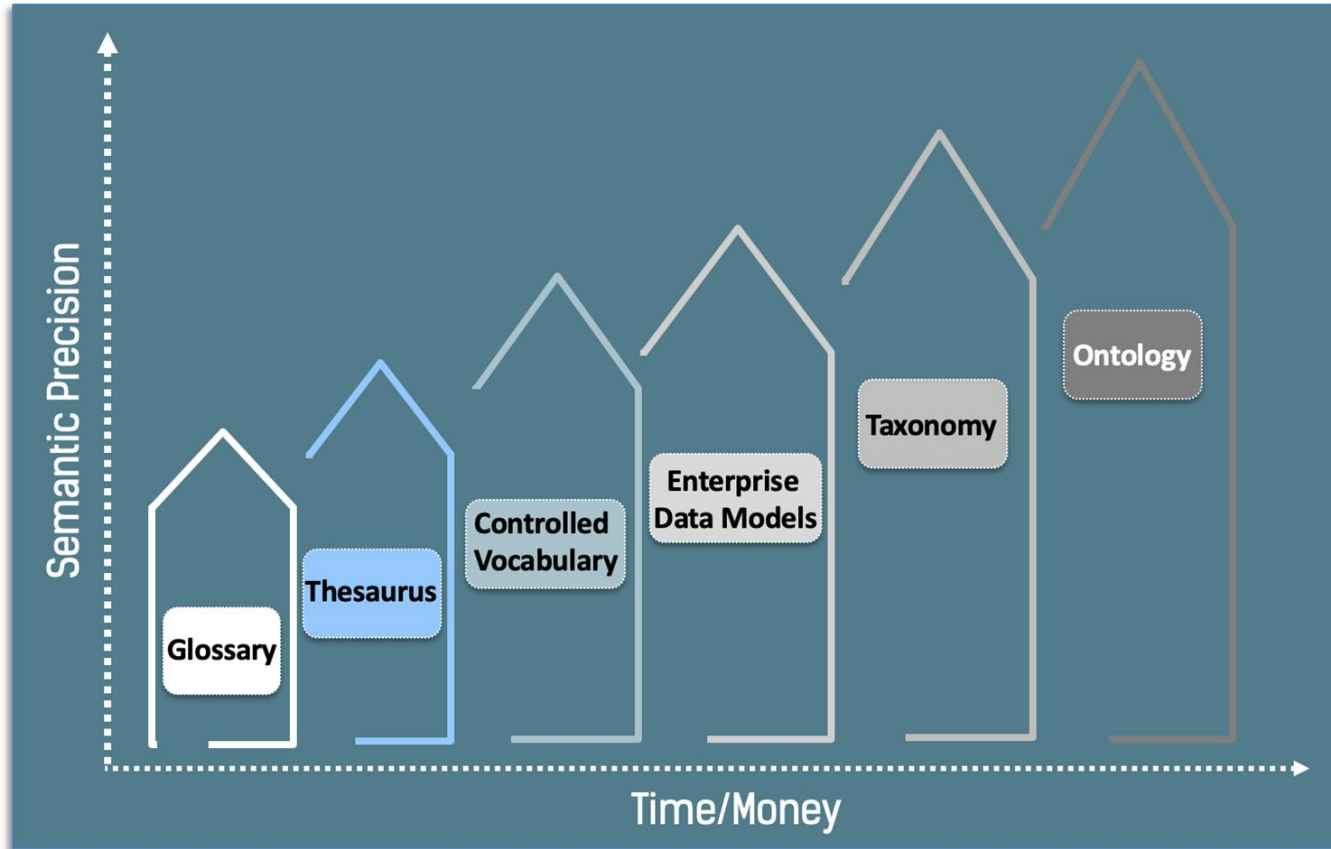 Semantic Precision
Glossary
Thesaurus
Controlled
Vocabulary
Enterprise
Data Models
Taxonomy
Ontology
Time/Money